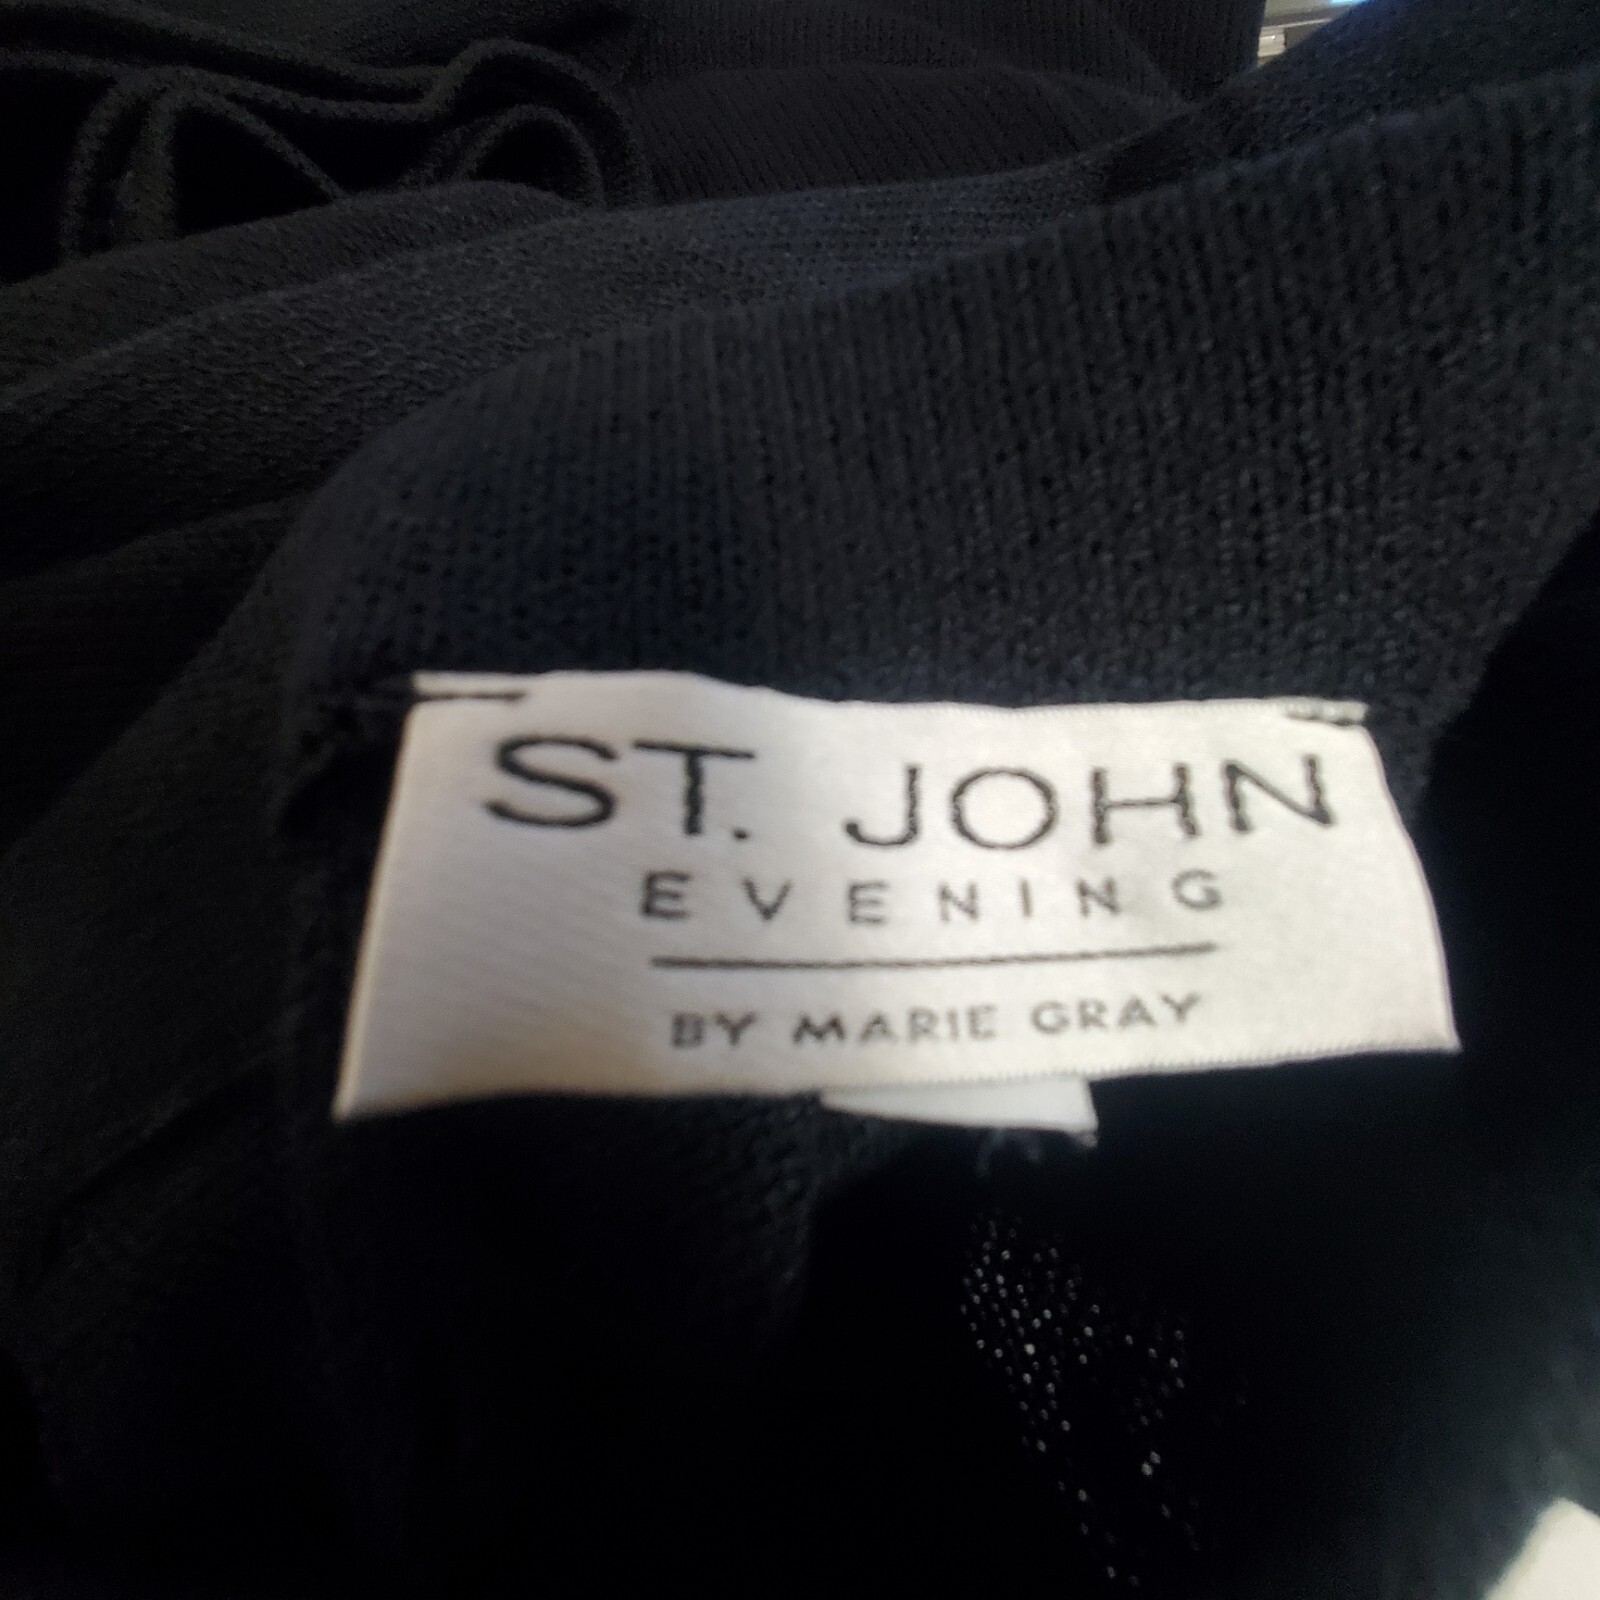 ST. JOHN
EVENING
BY MARIE GRAY